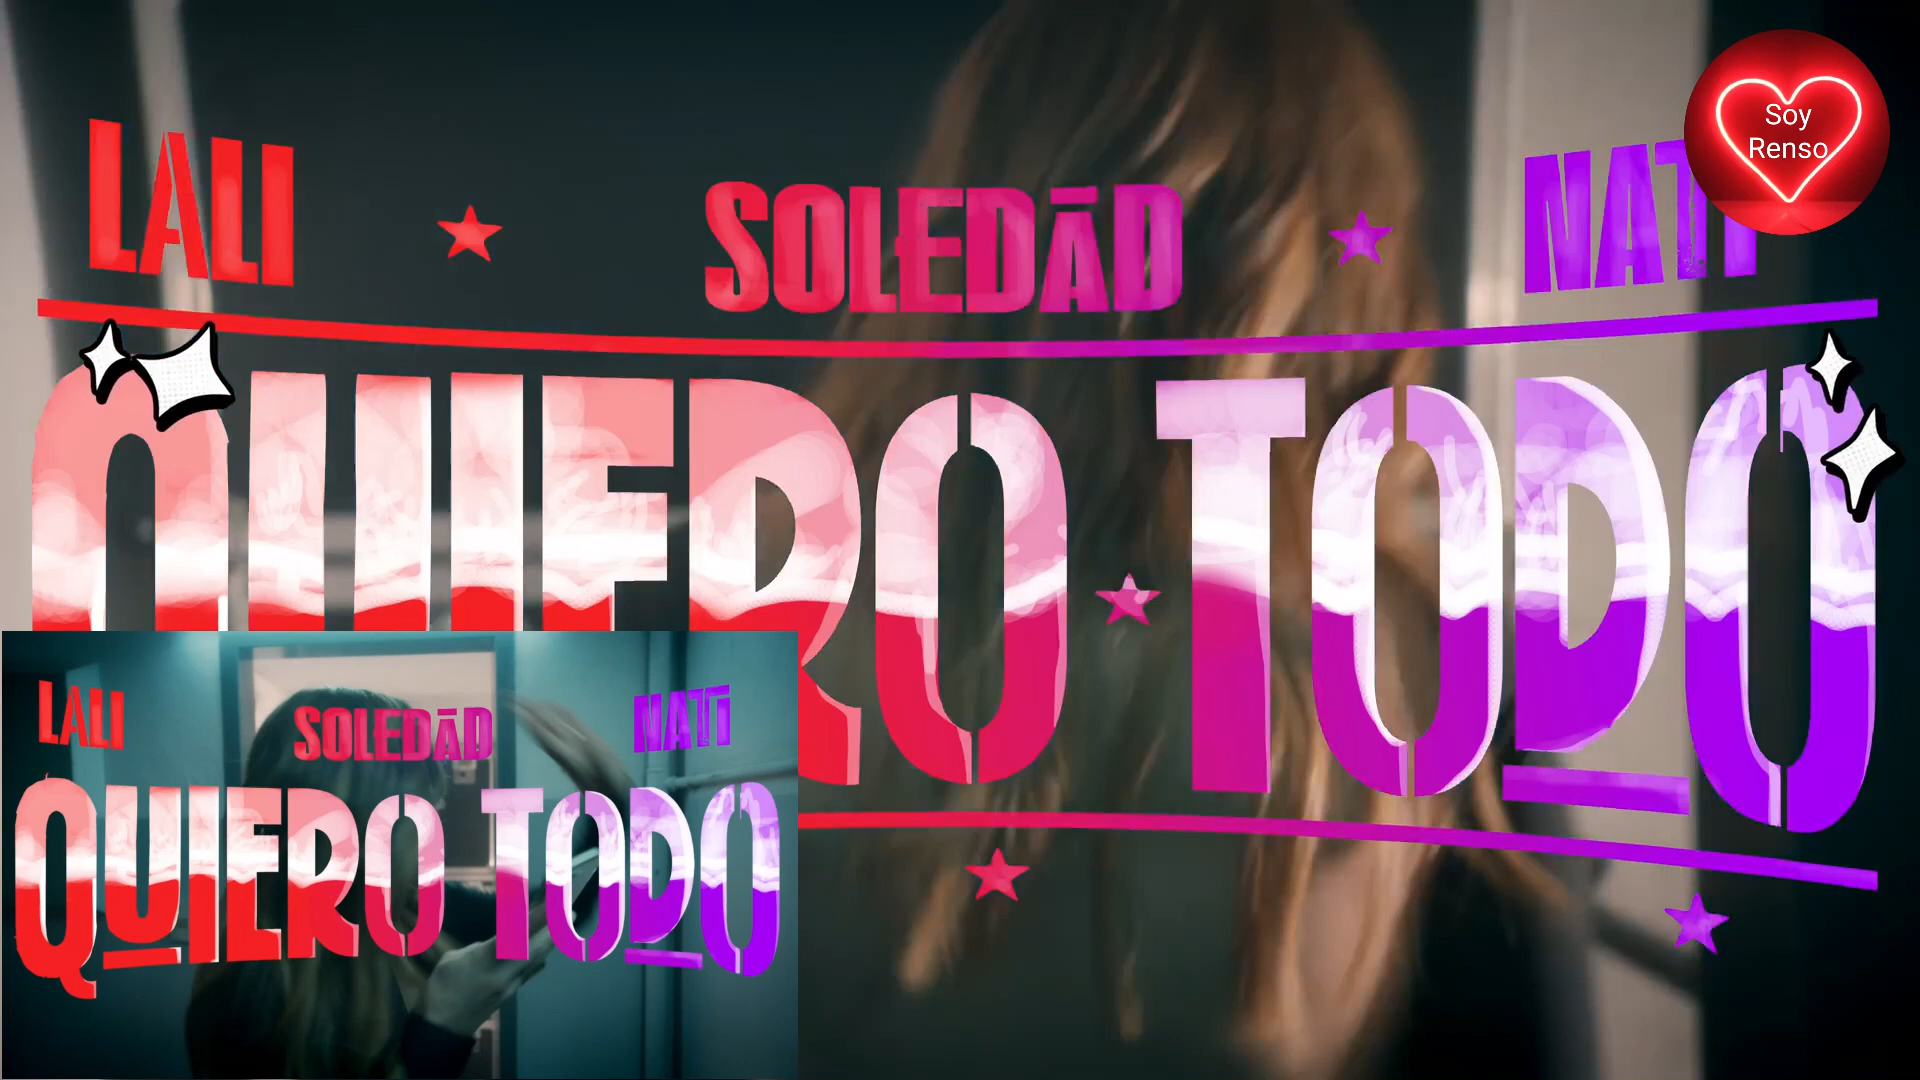 LALI ★ SOLEDĀD ★ NATI
Soy
Renso
QUIERO ★ TODO
LALI SOLEDĀD NATI
QUIERO TODO